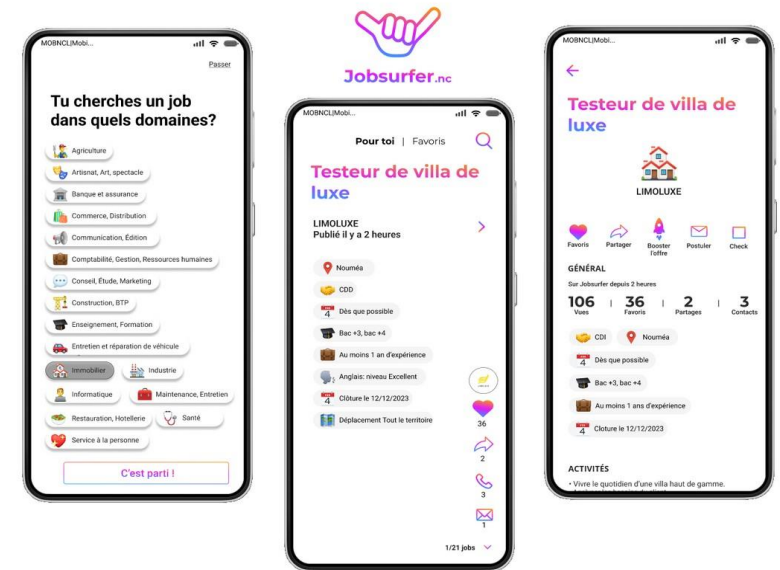 Jobsurfer.nc
MOBNCL|Mobi...
Passer
Tu cherches un job
dans quels domaines?
Agriculture
Artisnat, Art, spectacle
Banque et assurance
Commerce, Distribution
Communication, Édition
Comptabilité, Gestion, Ressources humaines
Conseil, Étude, Marketing
Construction, BTP
Enseignement, Formation
Entretien et réparation de véhicule
Immobilier
Industrie
Informatique
Maintenance, Entretien
Restauration, Hotellerie
Santé
Service à la personne
C'est parti !
MOBNCL|Mobi...
Pour toi | Favoris
Testeur de villa de
luxe
LIMOLUXE
Publié il y a 2 heures
Nouméa
CDD
4 Dès que possible
Bac +3, bac +4
Au moins 1 an d'expérience
Anglais: niveau Excellent
4 Clôture le 12/12/2023
Déplacement Tout le territoire
36
2
3
1
1/21 jobs
MOBNCL|Mobi...
Testeur de villa de
luxe
LIMOLUXE
Favoris Partager Booster l'offre Postuler Check
GÉNÉRAL
Sur Jobsurfer depuis 2 heures
106 | 36 | 2 | 3
Vues Favoris Partages Contacts
CDI Nouméa
4 Dès que possible
Bac +3, bac +4
Au moins 1 ans d'expérience
4 Cloture le 12/12/2023
ACTIVITÉS
• Vivre le quotidien d'une villa haut de gamme.